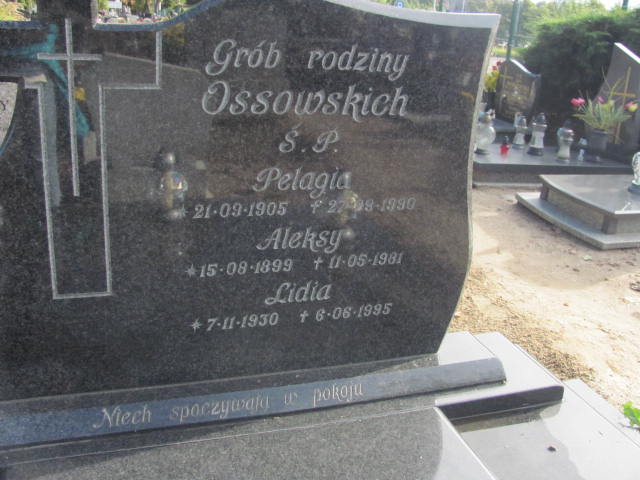 Grób rodziny
Ossowskich
Ś. P.
Pelagia
* 21·09·1905
Aleksy
* 15·08·1899 † 11·05·1981
Lidia
* 7·11·1930 † 6·06·1995
Niech spoczywają w pokoju